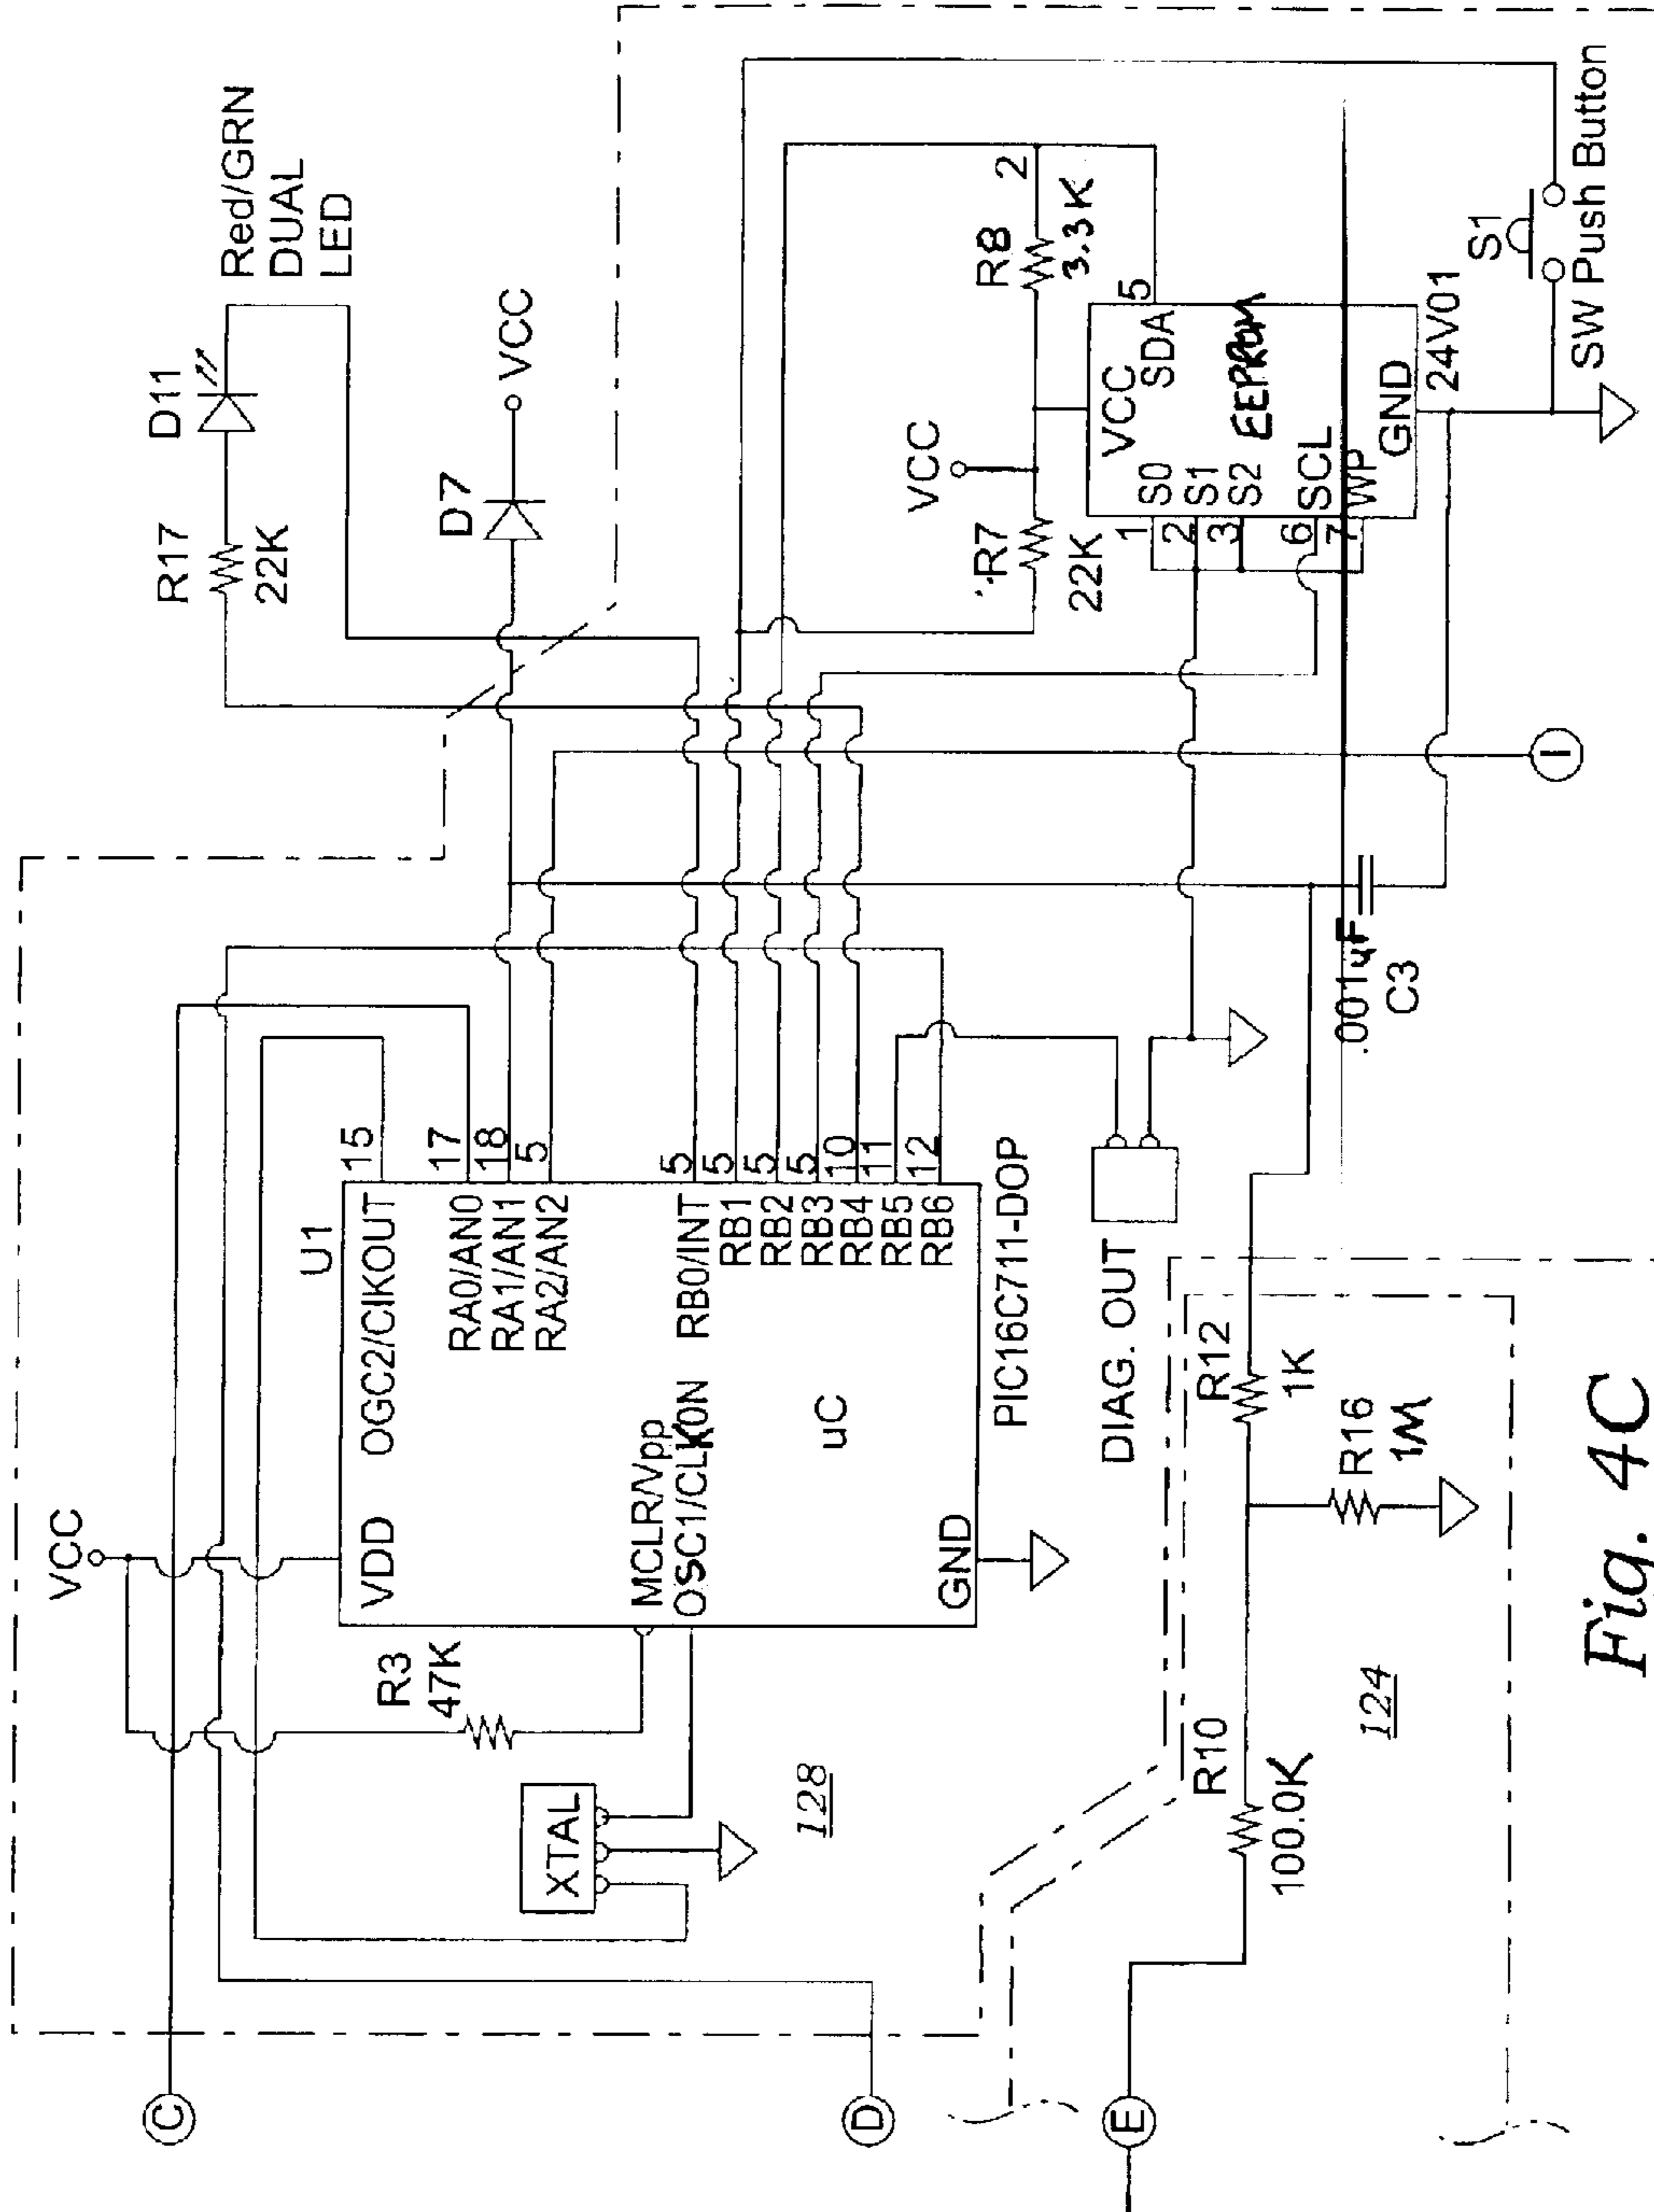 Red/GRN
DUAL
LED
D11
R17
22K
D7
VCC
VCC
R8
3.3K
2
R7
22K
VCC
SDA
5
EEPROM
1
S0
2
S1
3
S2
6
SCL
7
WP
GND
24V01
S1
SW Push Button
I
.001uF
C3
VCC
U1
VDD
OGC2/CIKOUT
15
RA0/AN0
17
RA1/AN1
18
RA2/AN2
5
MCLR/Vpp
OSC1/CLKON
RB0/INT
5
RB1
5
RB2
5
RB3
5
RB4
10
RB5
11
RB6
12
uC
GND
PIC16C711-DOP
R3
47K
XTAL
128
DIAG. OUT
R12
1K
R16
1M
R10
100.0K
124
C
D
E
Fig. 4C